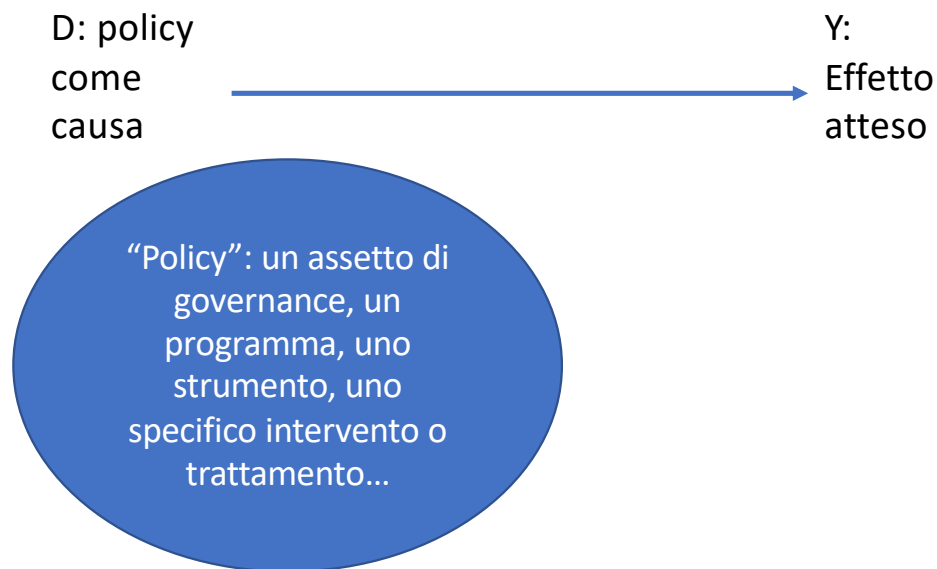 D: policy
come
causa
Y:
Effetto
atteso
“Policy”: un assetto di
governance, un
programma, uno
strumento, uno
specifico intervento o
trattamento…